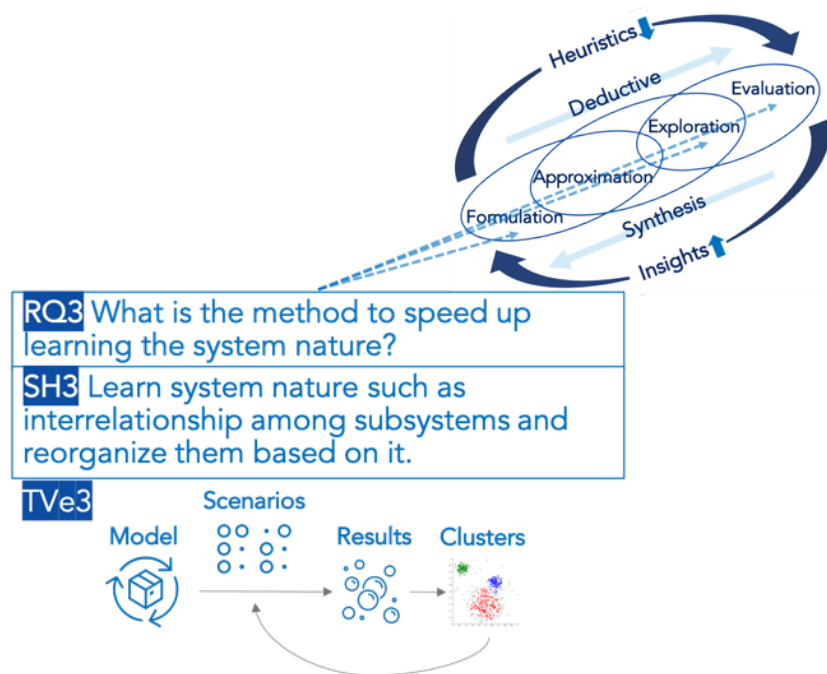 Heuristics
Deductive
Evaluation
Exploration
Approximation
Formulation
Synthesis
Insights
RQ3 What is the method to speed up
learning the system nature?
SH3 Learn system nature such as
interrelationship among subsystems and
reorganize them based on it.
TVe3
Scenarios
Model
Results
Clusters